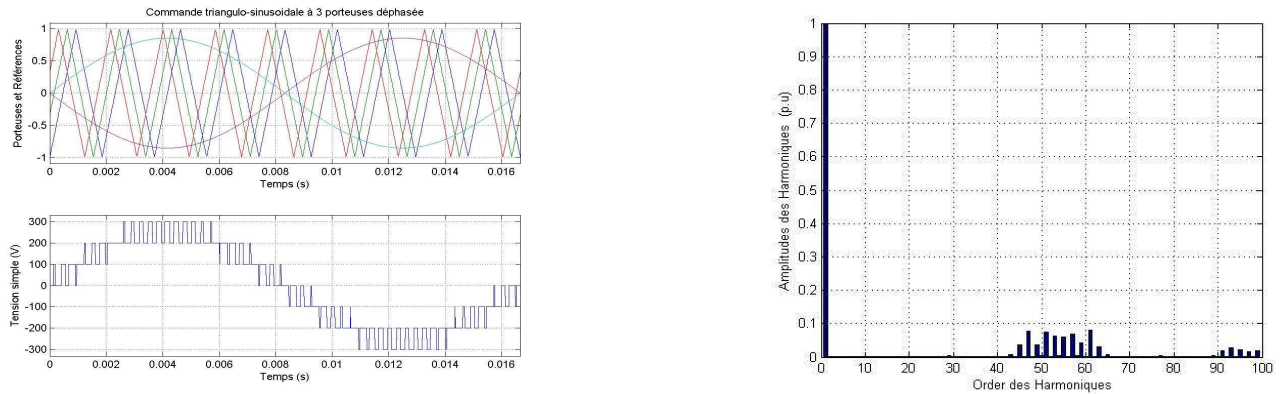 Commande triangulo-sinusoidale à 3 porteuses déphasée
Porteuses et Références
1
0.5
0
-0.5
-1
0 0.002 0.004 0.006 0.008 0.01 0.012 0.014 0.016
Temps (s)
Tension simple (V)
300
200
100
0
-100
-200
-300
0 0.002 0.004 0.006 0.008 0.01 0.012 0.014 0.016
Temps (s)
Amplitudes des Harmoniques (p.u)
1
0.9
0.8
0.7
0.6
0.5
0.4
0.3
0.2
0.1
0
0 10 20 30 40 50 60 70 80 90 100
Order des Harmoniques